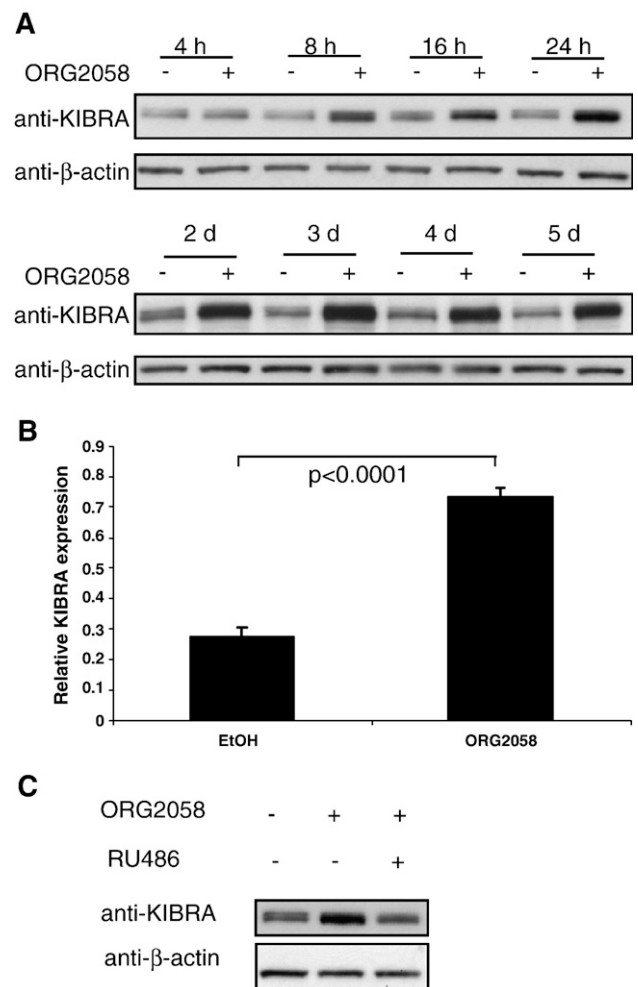 A
4 h 8 h 16 h 24 h
ORG2058 - + - + - + - +
anti-KIBRA
anti-β-actin
2 d 3 d 4 d 5 d
ORG2058 - + - + - + - +
anti-KIBRA
anti-β-actin
B
0.9
0.8
0.7
0.6
0.5
0.4
0.3
0.2
0.1
0
Relative KIBRA expression
p<0.0001
EtOH ORG2058
C
ORG2058 - + +
RU486 - - +
anti-KIBRA
anti-β-actin